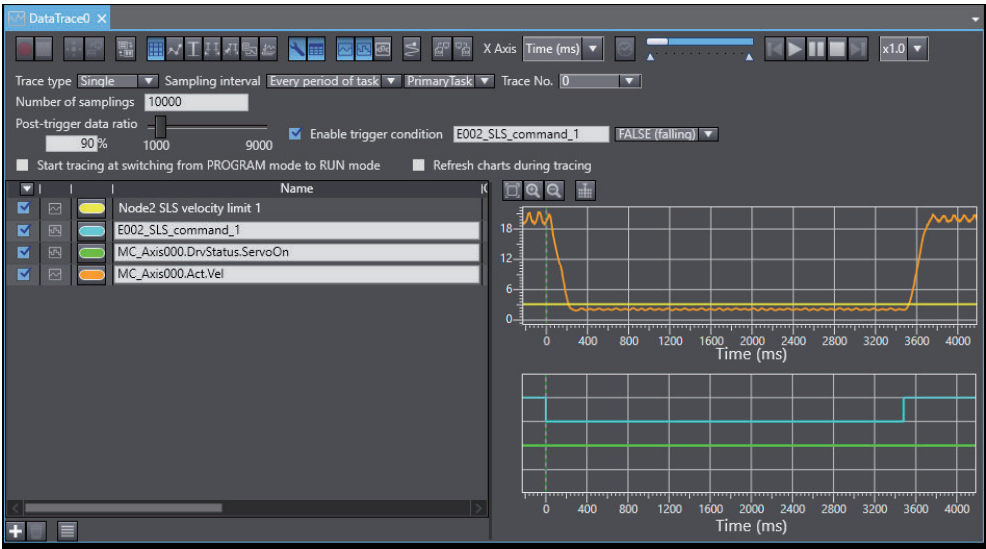 DataTrace0 ×
X Axis Time (ms) x1.0
Trace type Single Sampling interval Every period of task PrimaryTask Trace No. 0
Number of samplings 10000
Post-trigger data ratio
90 % 1000 9000 Enable trigger condition E002_SLS_command_1 FALSE (falling)
Start tracing at switching from PROGRAM mode to RUN mode Refresh charts during tracing
Name
Node2 SLS velocity limit 1
E002_SLS_command_1
MC_Axis000.DrvStatus.ServoOn
MC_Axis000.Act.Vel
18
12
6
0
0 400 800 1200 1600 2000 2400 2800 3200 3600 4000
Time (ms)
0 400 800 1200 1600 2000 2400 2800 3200 3600 4000
Time (ms)